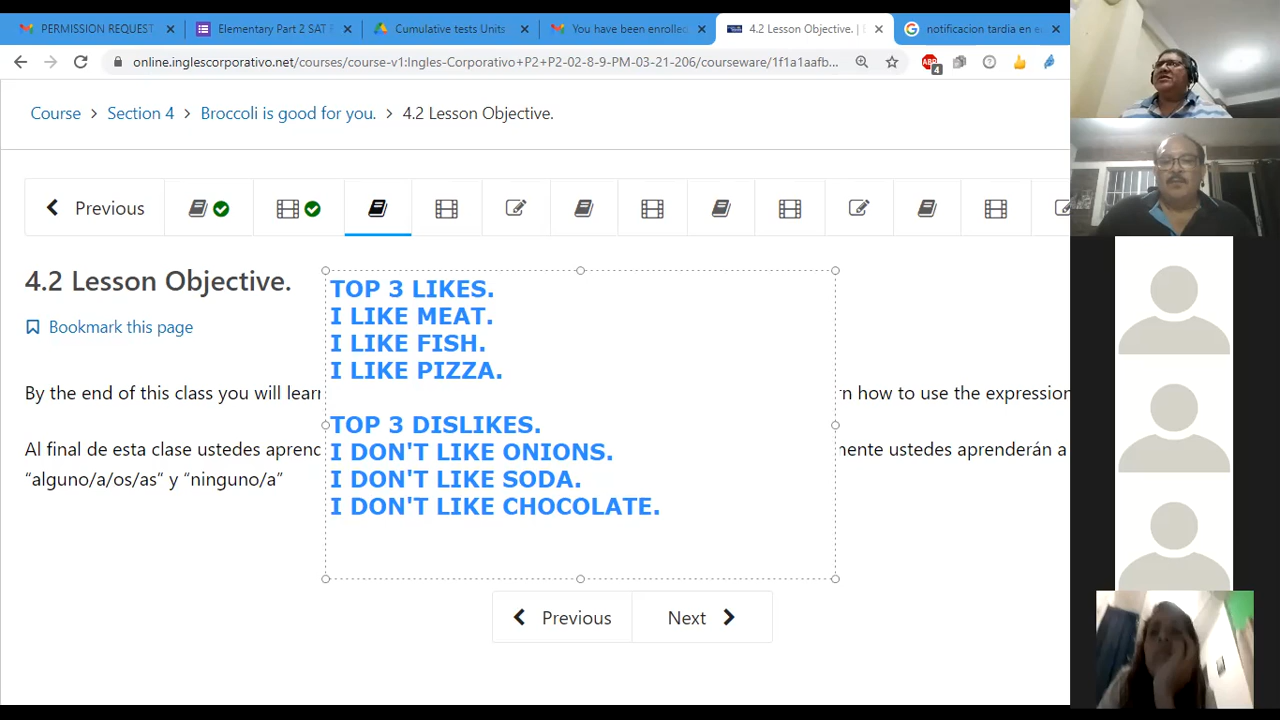 PERMISSION REQUEST
Elementary Part 2 SAT F
Cumulative tests Units
You have been enrolled
4.2 Lesson Objective. | E
notificacion tardia en e
online.inglescorporativo.net/courses/course-v1:Ingles-Corporativo+P2+P2-02-8-9-PM-03-21-206/courseware/1f1a1aafb...
ABP
4
Course > Section 4 > Broccoli is good for you. > 4.2 Lesson Objective.
Previous
4.2 Lesson Objective.
Bookmark this page
TOP 3 LIKES.
I LIKE MEAT.
I LIKE FISH.
I LIKE PIZZA.
TOP 3 DISLIKES.
I DON'T LIKE ONIONS.
I DON'T LIKE SODA.
I DON'T LIKE CHOCOLATE.
By the end of this class you will learn how to use the expression
Al final de esta clase ustedes aprenc mente ustedes aprenderán a
“alguno/a/os/as” y “ninguno/a”
Previous
Next